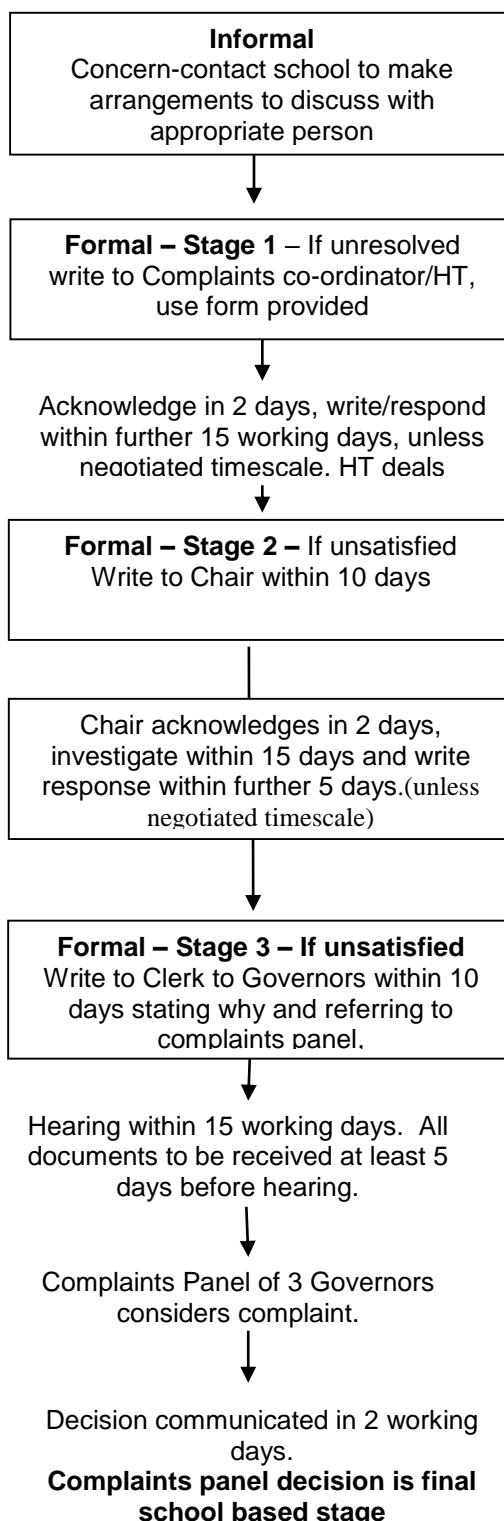 Informal
Concern-contact school to make
arrangements to discuss with
appropriate person
Formal – Stage 1 – If unresolved
write to Complaints co-ordinator/HT,
use form provided
Acknowledge in 2 days, write/respond
within further 15 working days, unless
negotiated timescale. HT deals
Formal – Stage 2 – If unsatisfied
Write to Chair within 10 days
Chair acknowledges in 2 days,
investigate within 15 days and write
response within further 5 days.(unless
negotiated timescale)
Formal – Stage 3 – If unsatisfied
Write to Clerk to Governors within 10
days stating why and referring to
complaints panel.
Hearing within 15 working days.  All
documents to be received at least 5
days before hearing.
Complaints Panel of 3 Governors
considers complaint.
Decision communicated in 2 working
days.
Complaints panel decision is final
school based stage